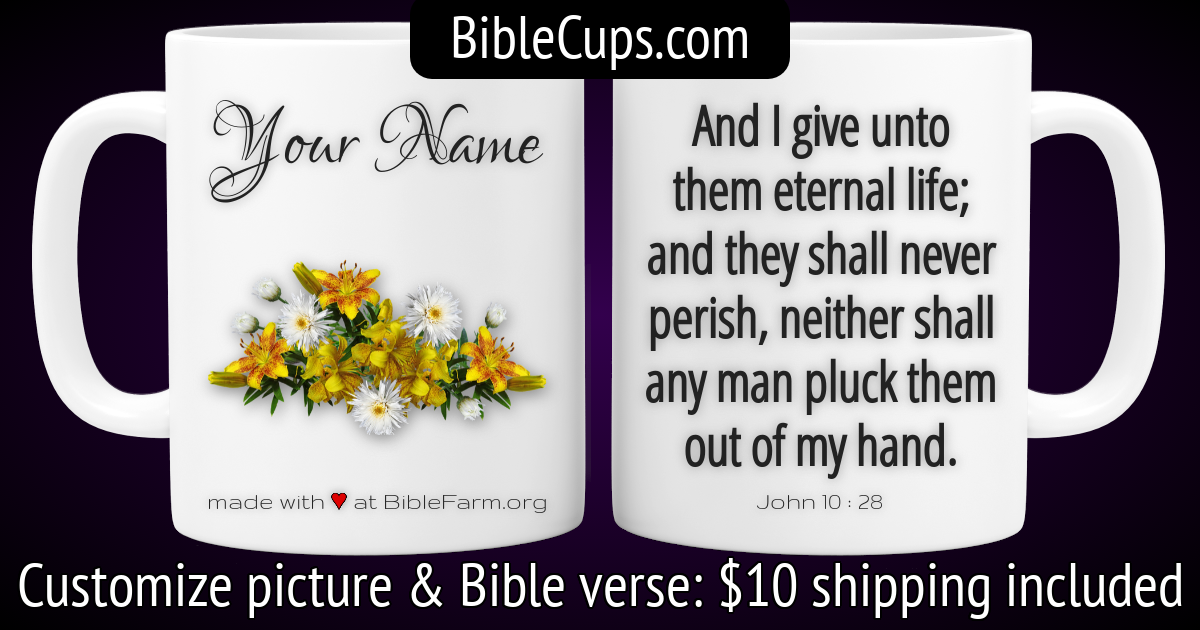 BibleCups.com
Your Name
made with ♥ at BibleFarm.org
And I give unto
them eternal life;
and they shall never
perish, neither shall
any man pluck them
out of my hand.
John 10 : 28
Customize picture & Bible verse: $10 shipping included